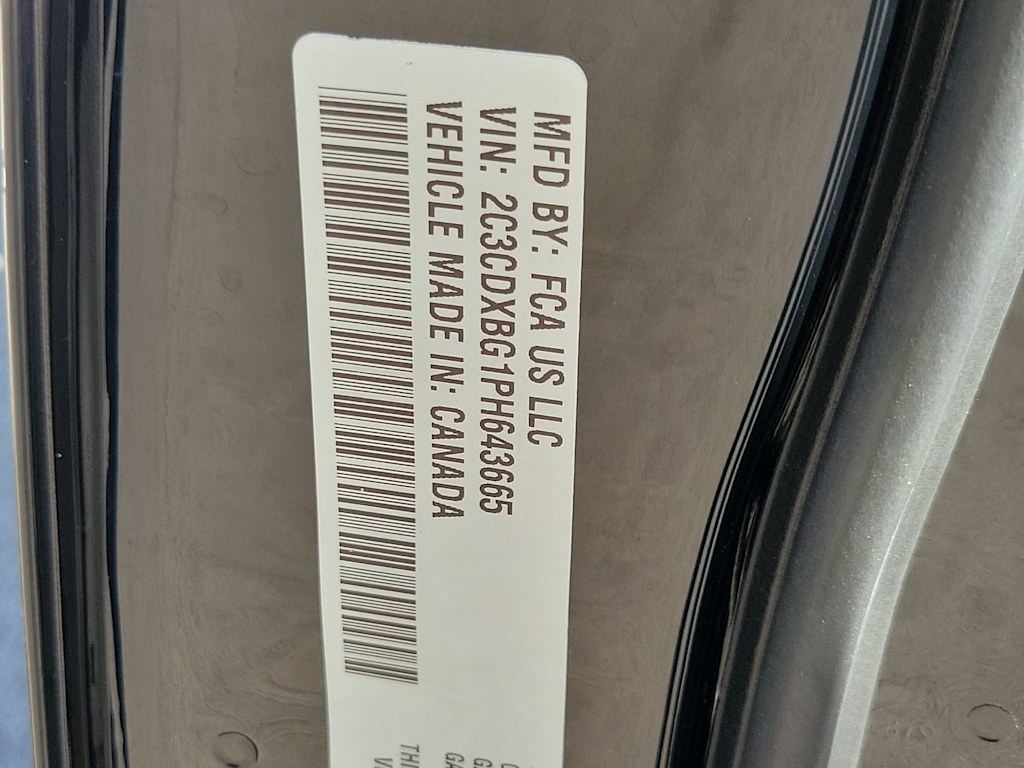 MFD BY: FCA US LLC
VIN: 2C3CDXBG1PH643665
VEHICLE MADE IN: CANADA